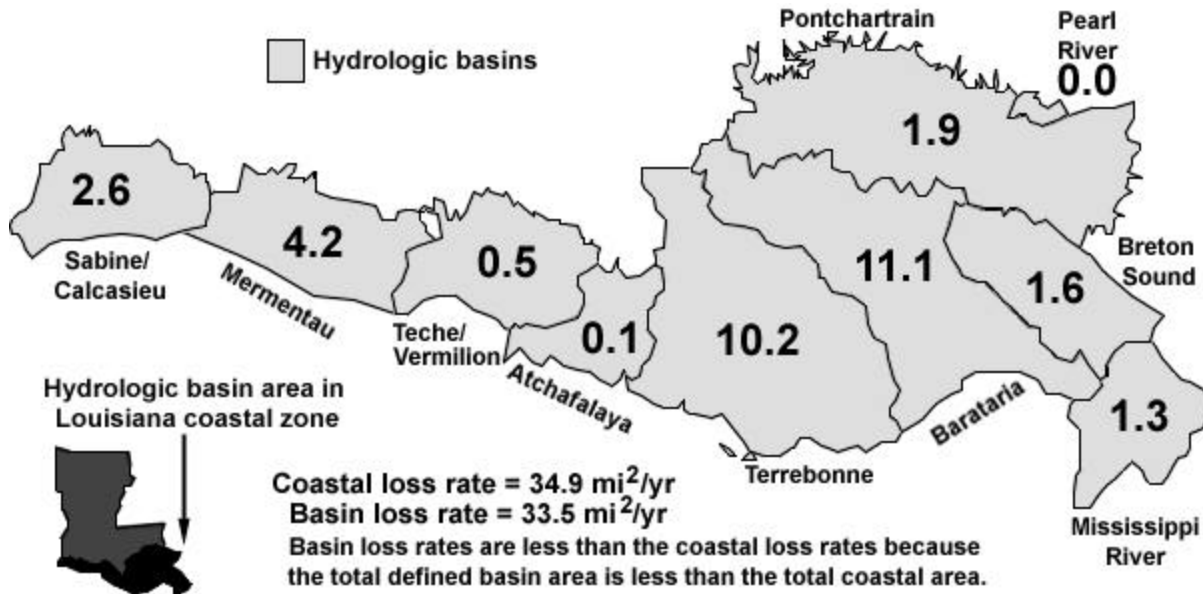 Pontchartrain
Pearl
River
0.0
Hydrologic basins
1.9
2.6
4.2
0.5
11.1
Breton
Sound
1.6
Sabine/
Calcasieu
Mermentau
Teche/
Vermilion
0.1
Atchafalaya
10.2
Terrebonne
Barataria
1.3
Mississippi
River
Hydrologic basin area in
Louisiana coastal zone
Coastal loss rate = 34.9 mi²/yr
Basin loss rate = 33.5 mi²/yr
Basin loss rates are less than the coastal loss rates because
the total defined basin area is less than the total coastal area.